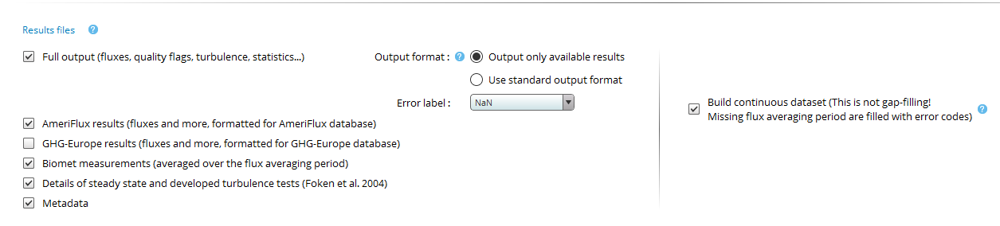 Results files ?
Full output (fluxes, quality flags, turbulence, statistics...)
Output format : ? Output only available results
Use standard output format
Error label : NaN
Build continuous dataset (This is not gap-filling!
Missing flux averaging period are filled with error codes) ?
AmeriFlux results (fluxes and more, formatted for AmeriFlux database)
GHG-Europe results (fluxes and more, formatted for GHG-Europe database)
Biomet measurements (averaged over the flux averaging period)
Details of steady state and developed turbulence tests (Foken et al. 2004)
Metadata